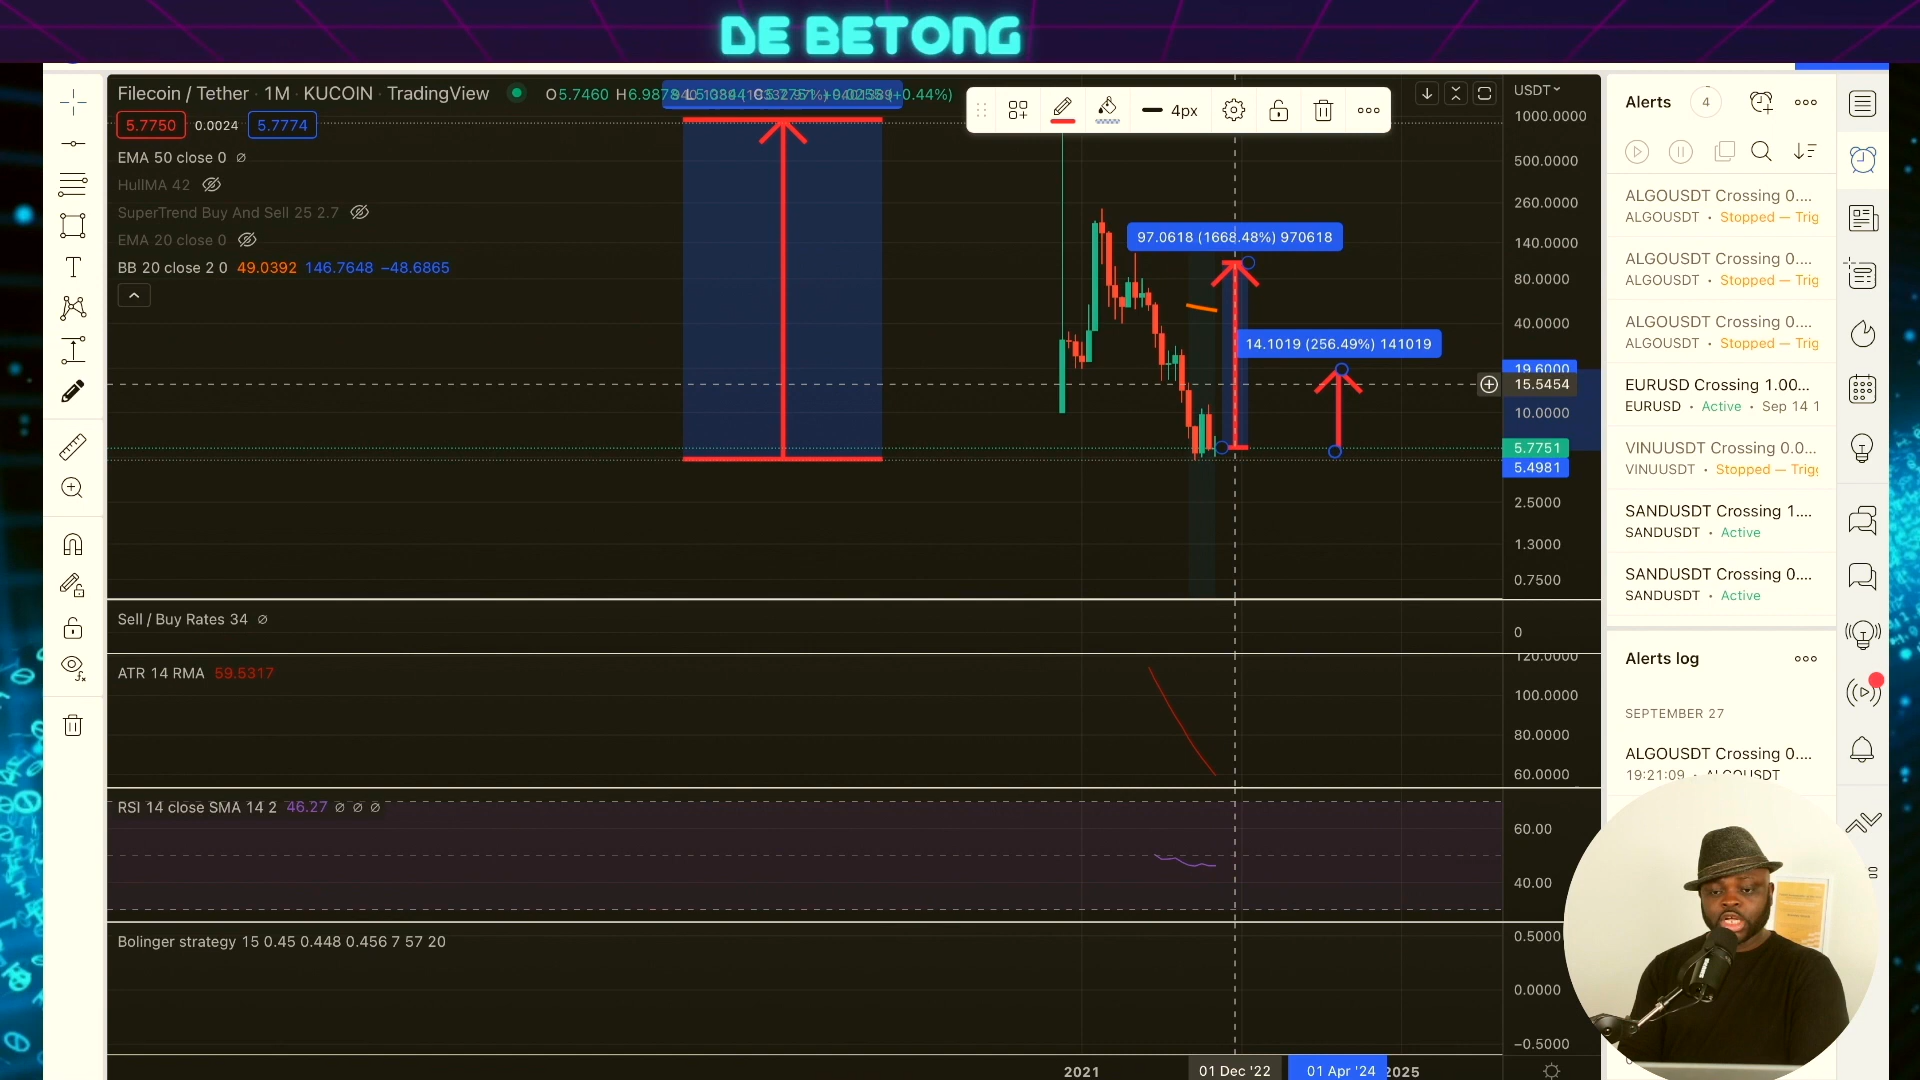 DE BETONG
Filecoin / Tether · 1M · KUCOIN · TradingView
O5.7460 H6.9878
+0.44%)
4px
5.7750 0.0024 5.7774
EMA 50 close 0
HullMA 42
SuperTrend Buy And Sell 25 2.7
EMA 20 close 0
BB 20 close 2 0 49.0392 146.7648 −48.6865
97.0618 (1668.48%) 970618
14.1019 (256.49%) 141019
USDT
1000.0000
500.0000
260.0000
140.0000
80.0000
40.0000
19.6000
15.5454
10.0000
5.7751
5.4981
2.5000
1.3000
0.7500
Sell / Buy Rates 34
0
ATR 14 RMA 59.5317
120.0000
100.0000
80.0000
60.0000
RSI 14 close SMA 14 2 46.27
60.00
40.00
Bolinger strategy 15 0.45 0.448 0.456 7 57 20
0.5000
0.0000
−0.5000
2021 01 Dec '22 01 Apr '24 2025
Alerts 4
ALGOUSDT Crossing 0....
ALGOUSDT • Stopped — Trig
ALGOUSDT Crossing 0....
ALGOUSDT • Stopped — Trig
ALGOUSDT Crossing 0....
ALGOUSDT • Stopped — Trig
EURUSD Crossing 1.00...
EURUSD • Active • Sep 14 1
VINUUSDT Crossing 0.0...
VINUUSDT • Stopped — Trig
SANDUSDT Crossing 1....
SANDUSDT • Active
SANDUSDT Crossing 0....
SANDUSDT • Active
Alerts log
SEPTEMBER 27
ALGOUSDT Crossing 0....
19:21:09 • ALGOUSDT